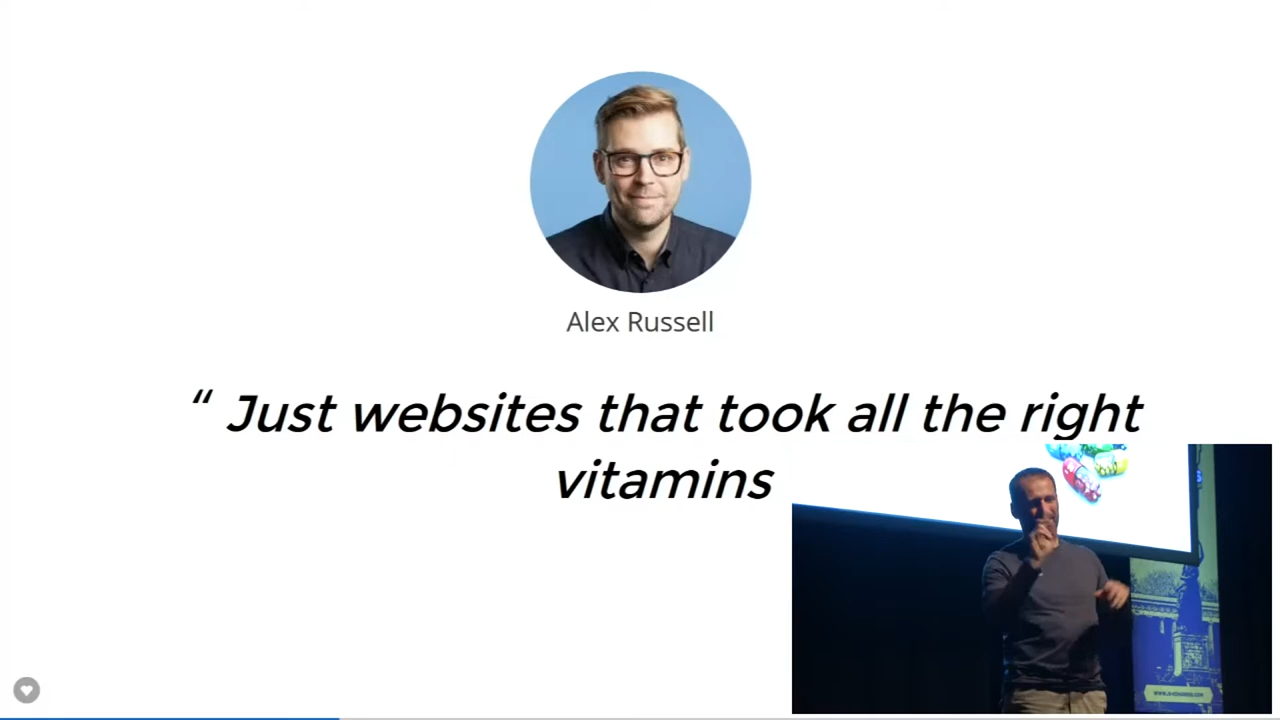 Alex Russell
“ Just websites that took all the right
vitamins